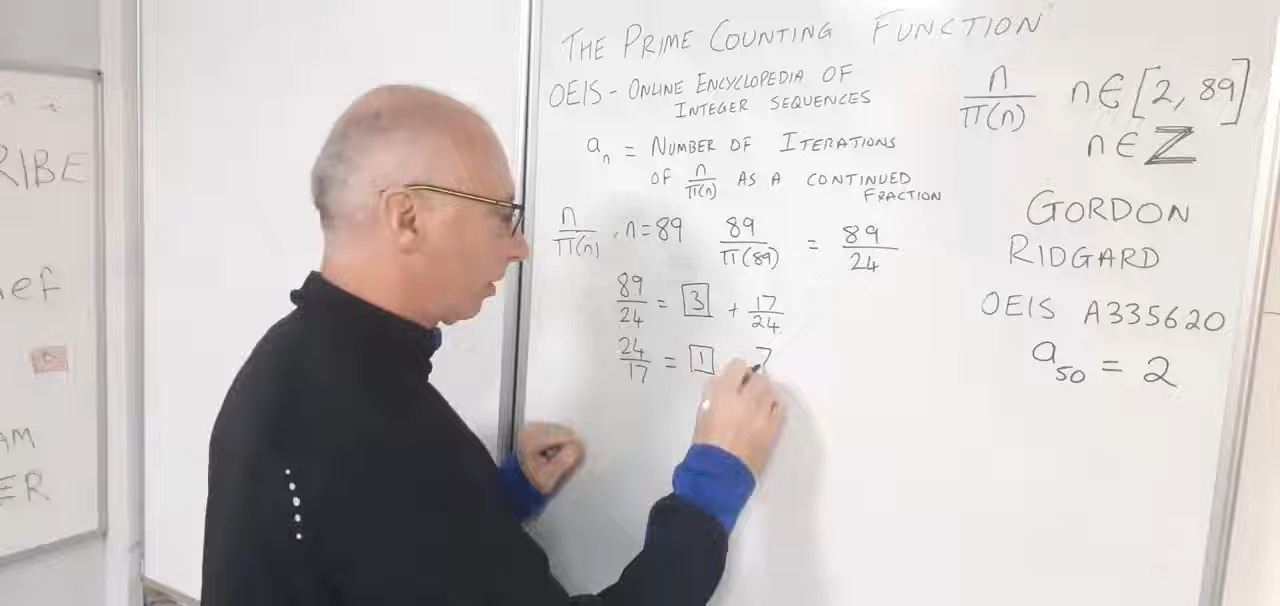 RIBE
ef
AM
ER
THE PRIME COUNTING FUNCTION
OEIS - ONLINE ENCYCLOPEDIA OF
INTEGER SEQUENCES
a_n = NUMBER OF ITERATIONS
OF n/π(n) AS A CONTINUED
FRACTION
n/π(n) . n=89 89/π(89) = 89/24
89/24 = 3 + 17/24
24/17 = 1 7
n/π(n) n∈[2,89]
n∈ℤ
GORDON
RIDGARD
OEIS A335620
a_50 = 2